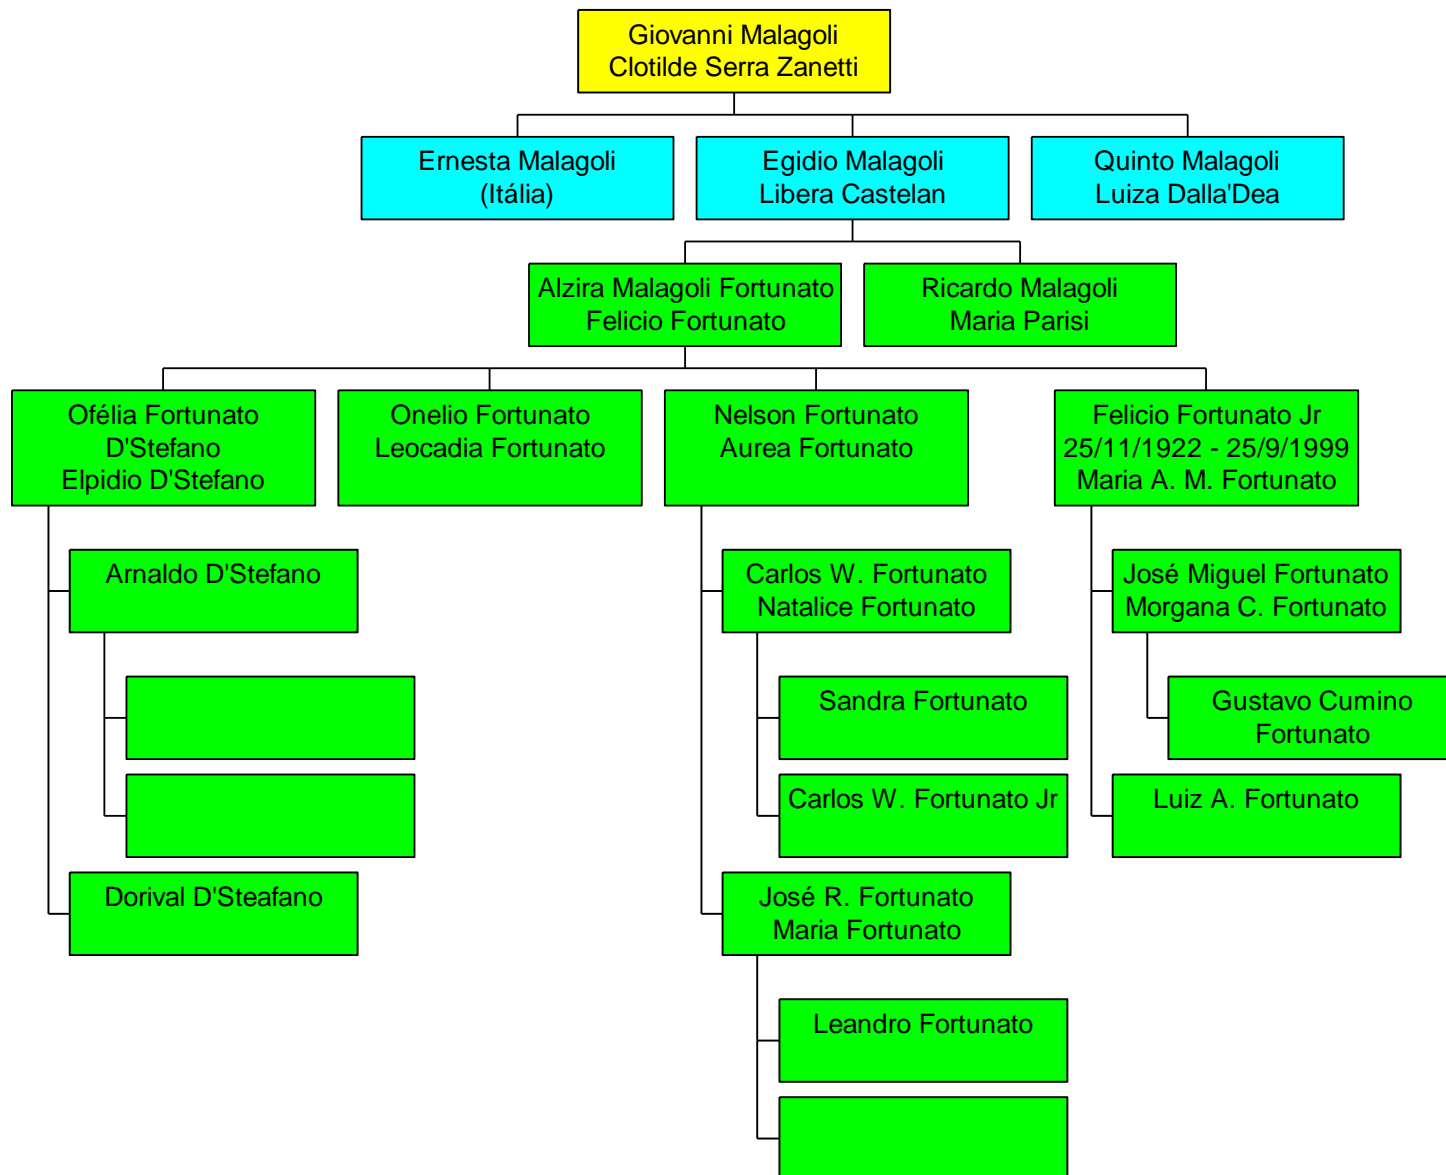 Giovanni Malagoli
Clotilde Serra Zanetti
Ernesta Malagoli
(Itália)
Egidio Malagoli
Libera Castelan
Quinto Malagoli
Luiza Dalla'Dea
Alzira Malagoli Fortunato
Felicio Fortunato
Ricardo Malagoli
Maria Parisi
Ofélia Fortunato
D'Stefano
Elpidio D'Stefano
Onelio Fortunato
Leocadia Fortunato
Nelson Fortunato
Aurea Fortunato
Felicio Fortunato Jr
25/11/1922 - 25/9/1999
Maria A. M. Fortunato
Arnaldo D'Stefano
Dorival D'Steafano
Carlos W. Fortunato
Natalice Fortunato
Sandra Fortunato
Carlos W. Fortunato Jr
José R. Fortunato
Maria Fortunato
Leandro Fortunato
José Miguel Fortunato
Morgana C. Fortunato
Gustavo Cumino
Fortunato
Luiz A. Fortunato